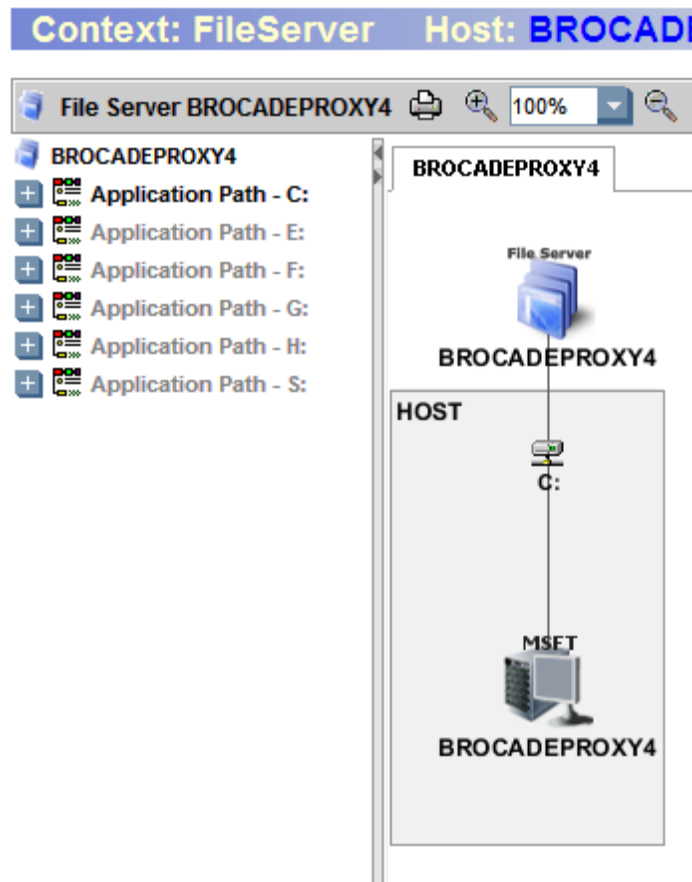 Context: FileServer Host: BROCADE
File Server BROCADEPROXY4 100%
BROCADEPROXY4
Application Path - C:
Application Path - E:
Application Path - F:
Application Path - G:
Application Path - H:
Application Path - S:
BROCADEPROXY4
File Server
BROCADEPROXY4
HOST
C:
MSFT
BROCADEPROXY4